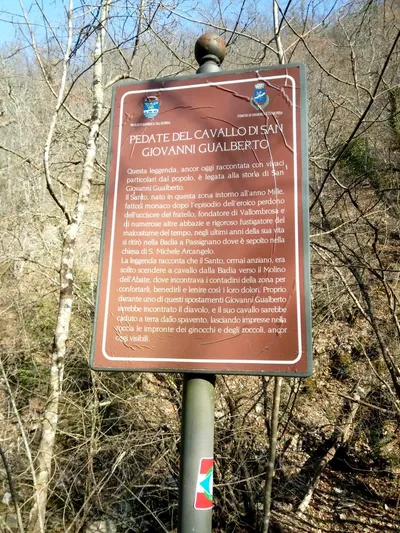 PEDATE DEL CAVALLO DI SAN
GIOVANNI GUALBERTO
Questa leggenda, ancor oggi raccontata con vivaci
particolari dal popolo, è legata alla storia di San
Giovanni Gualberto.
Il Santo, nato in questa zona intorno all'anno Mille,
fattosi monaco dopo l'episodio dell'eroico perdono
dell'uccisore del fratello, fondatore di Vallombrosa e
di numerose altre abbazie e rigoroso fustigatore del
malcostume del tempo, negli ultimi anni della sua vita
si ritirò nella Badia a Passignano dove è sepolto nella
chiesa di S. Michele Arcangelo.
La leggenda racconta che il Santo, ormai anziano, era
solito scendere a cavallo dalla Badia verso il Molino
dell'Abate, dove incontrava i contadini della zona per
confortarli, benedirli e lenire così i loro dolori. Proprio
durante uno di questi spostamenti Giovanni Gualberto
sarebbe incontrato il diavolo, e il suo cavallo sarebbe
caduto a terra dallo spavento, lasciando impresse nella
roccia le impronte dei ginocchi e degli zoccoli, ancor
oggi visibili.